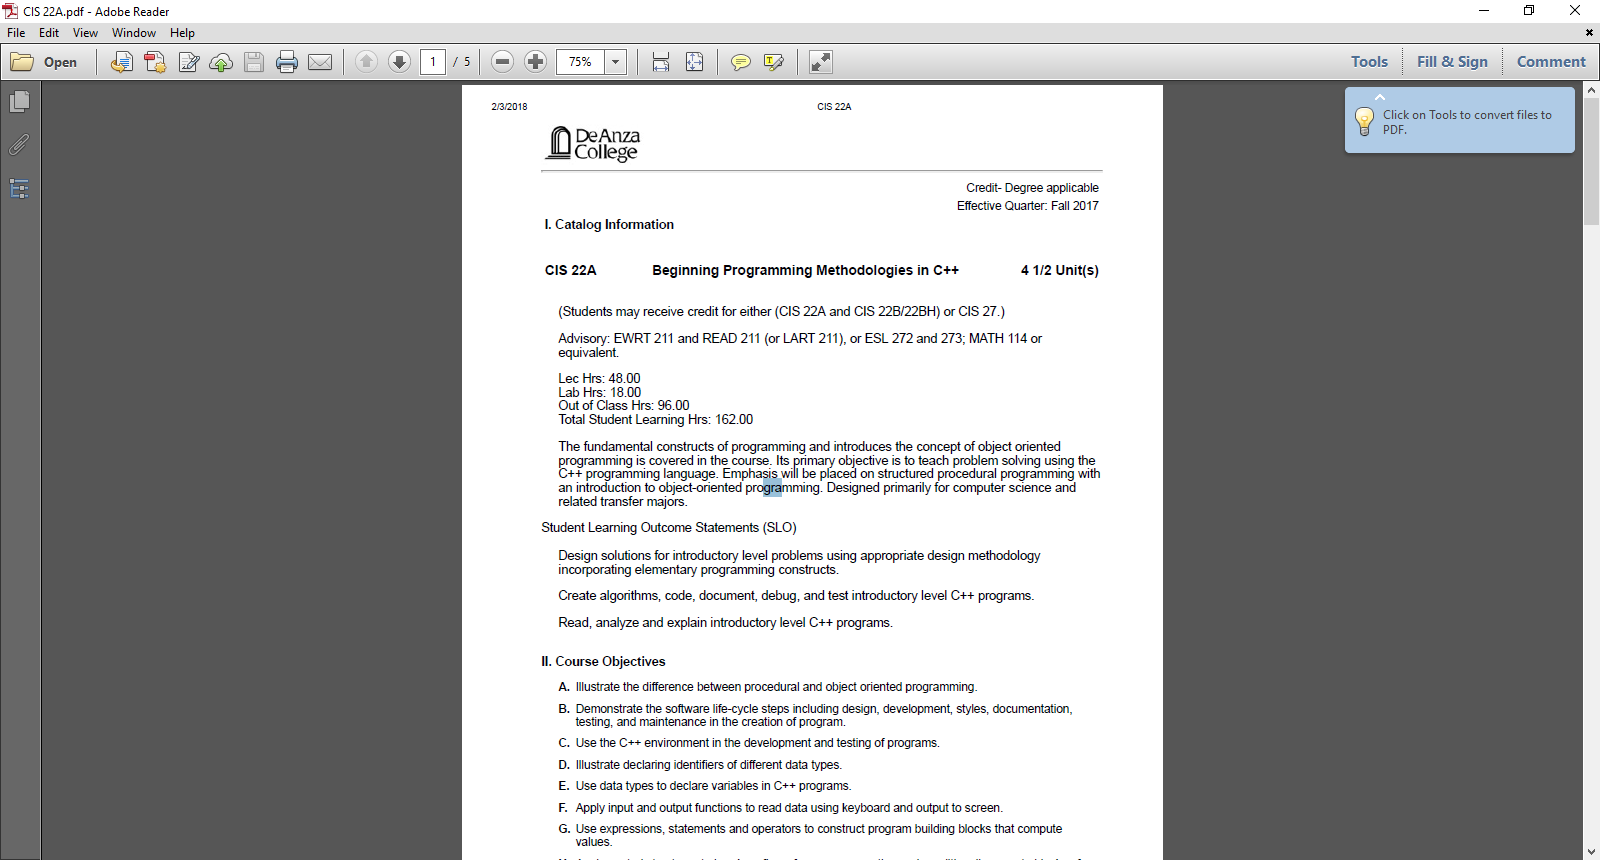 CIS 22A.pdf - Adobe Reader
File Edit View Window Help
Open 1 / 5 75% Tools Fill & Sign Comment
Click on Tools to convert files to
PDF.
2/3/2018 CIS 22A
DeAnza
College
Credit- Degree applicable
Effective Quarter: Fall 2017
I. Catalog Information
CIS 22A Beginning Programming Methodologies in C++ 4 1/2 Unit(s)
(Students may receive credit for either (CIS 22A and CIS 22B/22BH) or CIS 27.)
Advisory: EWRT 211 and READ 211 (or LART 211), or ESL 272 and 273; MATH 114 or
equivalent.
Lec Hrs: 48.00
Lab Hrs: 18.00
Out of Class Hrs: 96.00
Total Student Learning Hrs: 162.00
The fundamental constructs of programming and introduces the concept of object oriented
programming is covered in the course. Its primary objective is to teach problem solving using the
C++ programming language. Emphasis will be placed on structured procedural programming with
an introduction to object-oriented programming. Designed primarily for computer science and
related transfer majors.
Student Learning Outcome Statements (SLO)
Design solutions for introductory level problems using appropriate design methodology
incorporating elementary programming constructs.
Create algorithms, code, document, debug, and test introductory level C++ programs.
Read, analyze and explain introductory level C++ programs.
II. Course Objectives
A. Illustrate the difference between procedural and object oriented programming.
B. Demonstrate the software life-cycle steps including design, development, styles, documentation,
testing, and maintenance in the creation of program.
C. Use the C++ environment in the development and testing of programs.
D. Illustrate declaring identifiers of different data types.
E. Use data types to declare variables in C++ programs.
F. Apply input and output functions to read data using keyboard and output to screen.
G. Use expressions, statements and operators to construct program building blocks that compute
values.